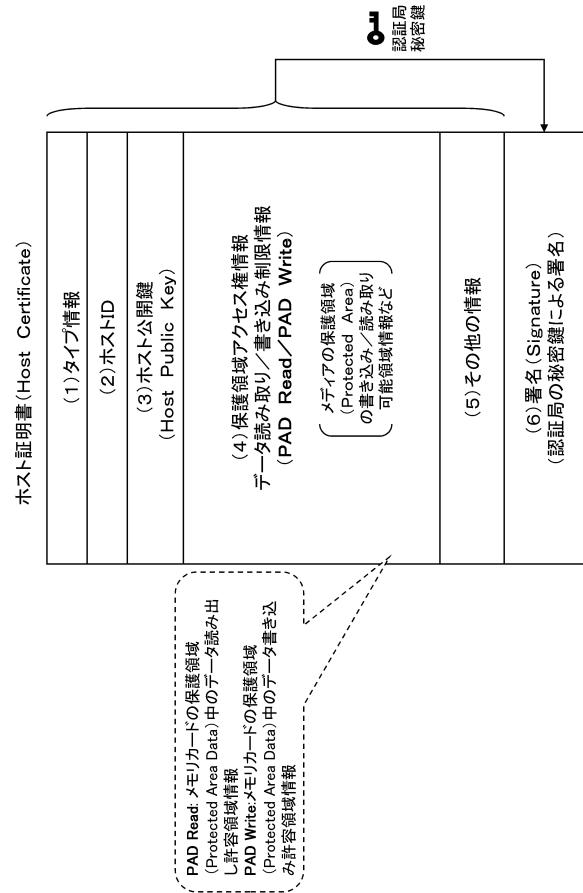 ホスト証明書(Host Certificate)
(1)タイプ情報
(2)ホストID
(3)ホスト公開鍵
(Host Public Key)
(4)保護領域アクセス権情報
データ読み取り/書き込み制限情報
(PAD Read/PAD Write)
メディアの保護領域
(Protected Area)
の書き込み/読み取り
可能領域情報など
(5)その他の情報
(6)署名(Signature)
(認証局の秘密鍵による署名)
認証局
秘密鍵
PAD Read: メモリカードの保護領域
(Protected Area Data)中のデータ読み出
し許容領域情報
PAD Write:メモリカードの保護領域
(Protected Area Data)中のデータ書き込
み許容領域情報